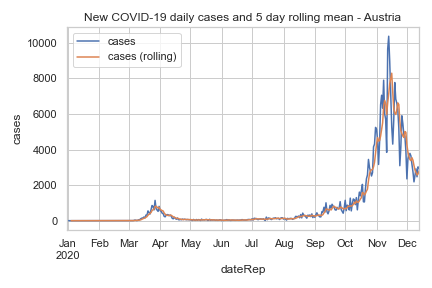 New COVID-19 daily cases and 5 day rolling mean - Austria
cases
cases (rolling)
10000
8000
6000
4000
2000
0
cases
Jan Feb Mar Apr May Jun Jul Aug Sep Oct Nov Dec
2020
dateRep